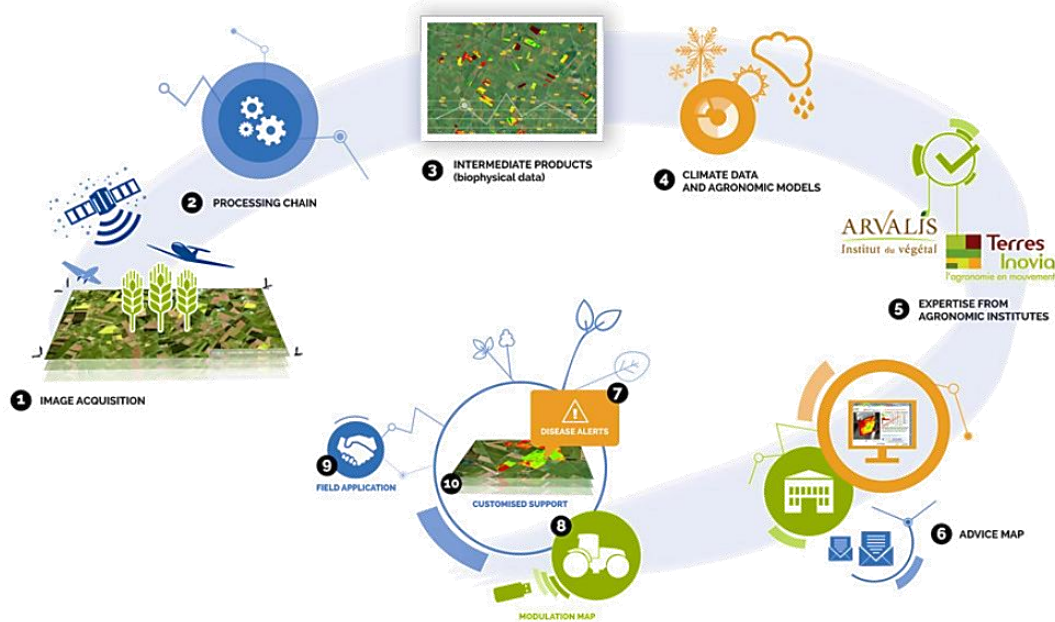 1 IMAGE ACQUISITION
2 PROCESSING CHAIN
3 INTERMEDIATE PRODUCTS
(biophysical data)
4 CLIMATE DATA
AND AGRONOMIC MODELS
ARVALIS
Institut du végétal
Terres
Inovia
l'agronomie en mouvement
5 EXPERTISE FROM
AGRONOMIC INSTITUTES
6 ADVICE MAP
7
DISEASE ALERTS
8
MODULATION MAP
9
FIELD APPLICATION
10
CUSTOMISED SUPPORT